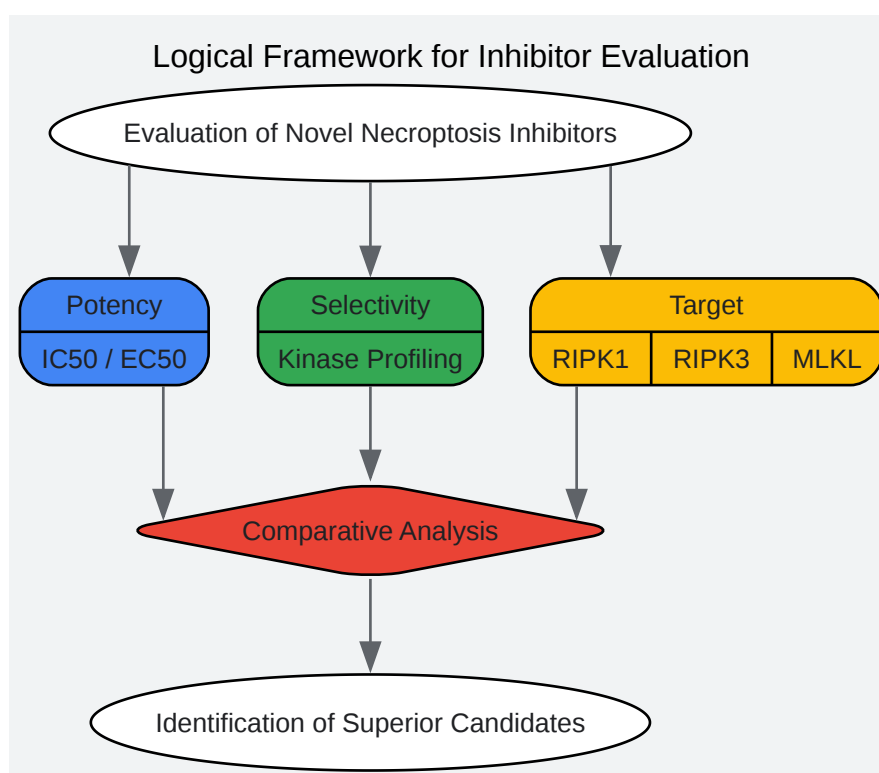 Logical Framework for Inhibitor Evaluation
Evaluation of Novel Necroptosis Inhibitors
Potency
IC50 / EC50
Selectivity
Kinase Profiling
Target
RIPK1
RIPK3
MLKL
Comparative Analysis
Identification of Superior Candidates